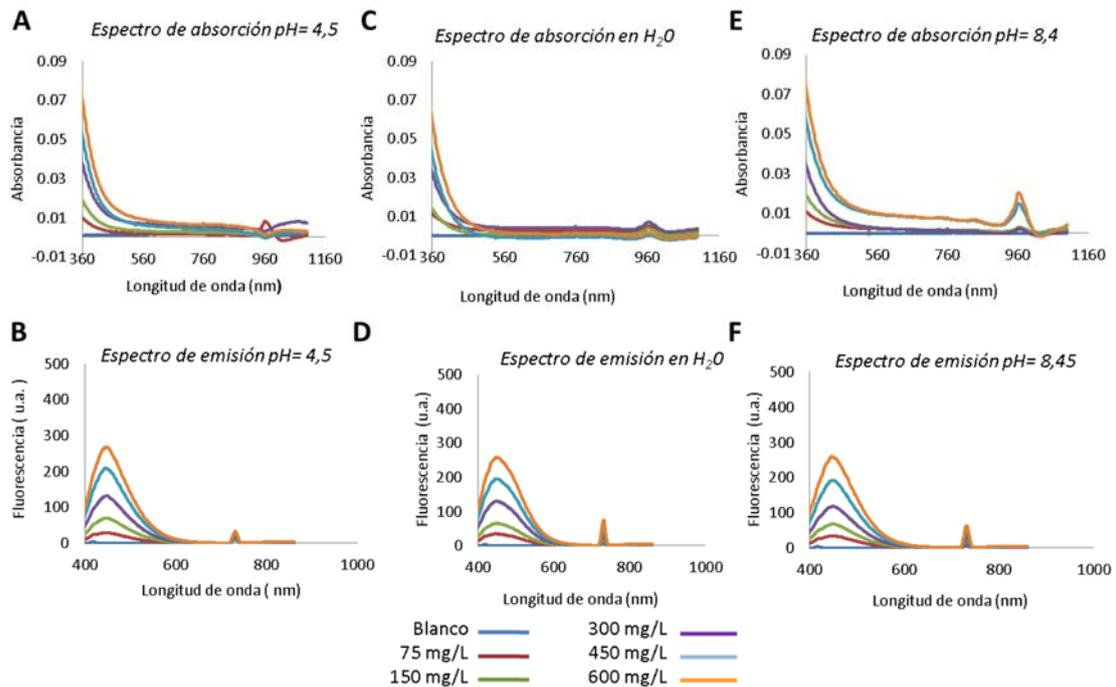 A
Espectro de absorción pH= 4,5
Absorbancia
0.09
0.07
0.05
0.03
0.01
-0.01
360
560
760
960
1160
Longitud de onda (nm)
C
Espectro de absorción en H₂0
Absorbancia
0.09
0.07
0.05
0.03
0.01
-0.01
360
560
760
960
1160
Longitud de onda (nm)
E
Espectro de absorción pH= 8,4
Absorbancia
0.09
0.07
0.05
0.03
0.01
-0.01
360
560
760
960
1160
Longitud de onda (nm)
B
Espectro de emisión pH= 4,5
Fluorescencia ( u.a. )
500
400
300
200
100
0
400
600
800
1000
Longitud de onda ( nm)
D
Espectro de emisión en H₂0
Fluorescencia (u.a.)
500
400
300
200
100
0
400
600
800
1000
Longitud de onda (nm)
F
Espectro de emisión pH= 8,45
Fluorescencia (u.a.)
500
400
300
200
100
0
400
600
800
1000
Longitud de onda (nm)
Blanco
75 mg/L
150 mg/L
300 mg/L
450 mg/L
600 mg/L